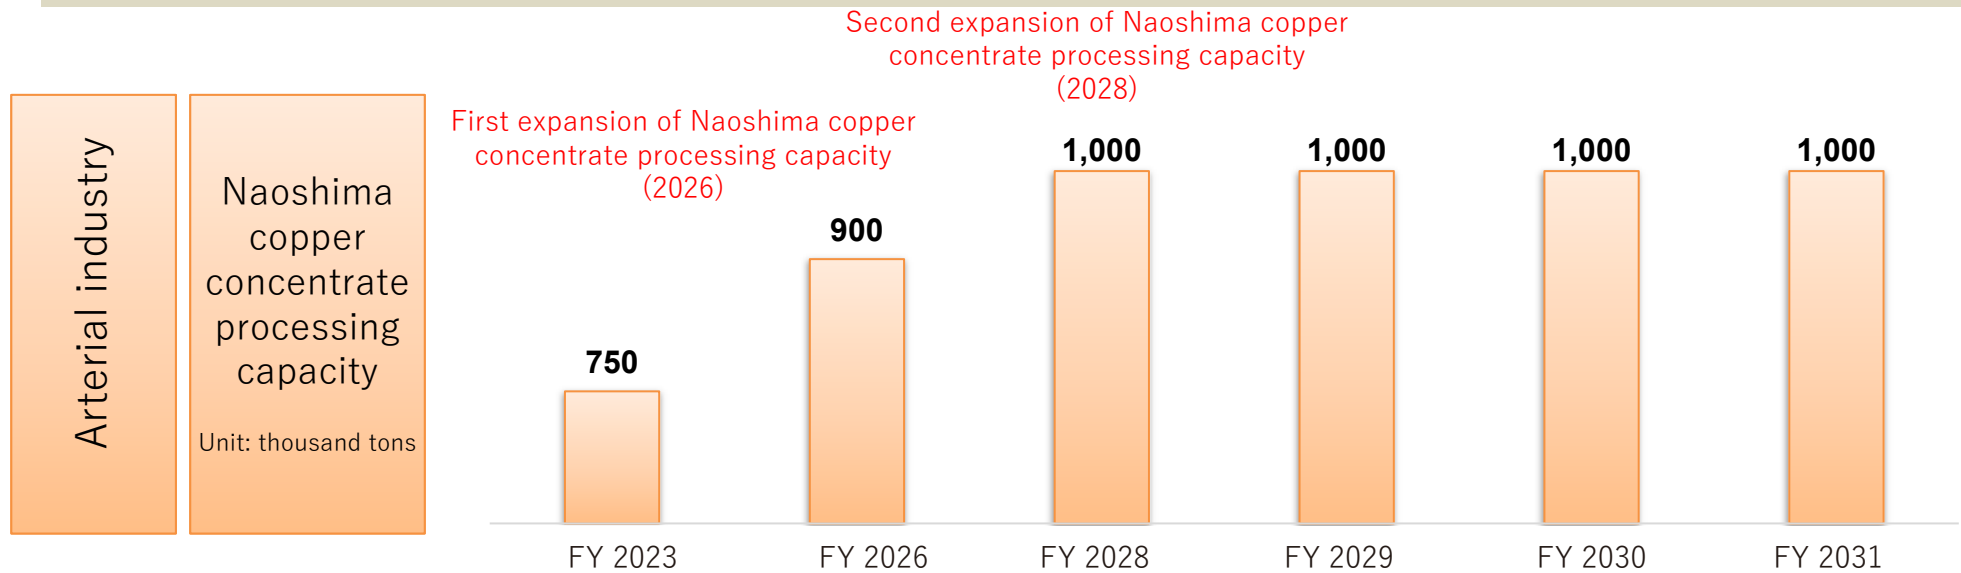 Second expansion of Naoshima copper
concentrate processing capacity
(2028)
First expansion of Naoshima copper
concentrate processing capacity
(2026)
Arterial industry
Naoshima
copper
concentrate
processing
capacity
Unit: thousand tons
750
900
1,000
1,000
1,000
1,000
FY 2023
FY 2026
FY 2028
FY 2029
FY 2030
FY 2031